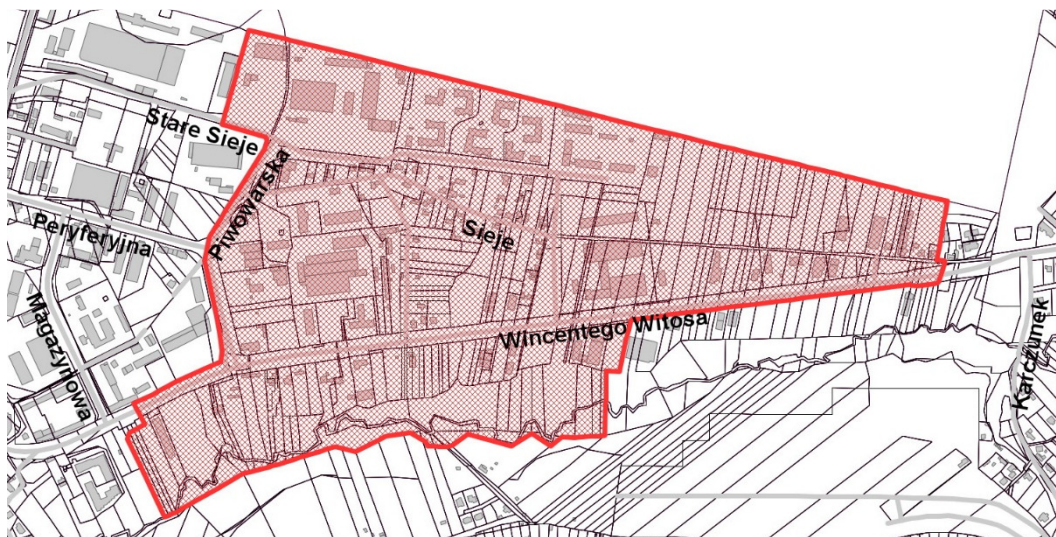 Stare Sieje
Piwowarska
Sieje
Peryferyjna
Magazynowa
Wincentego Witosa
Karczunek